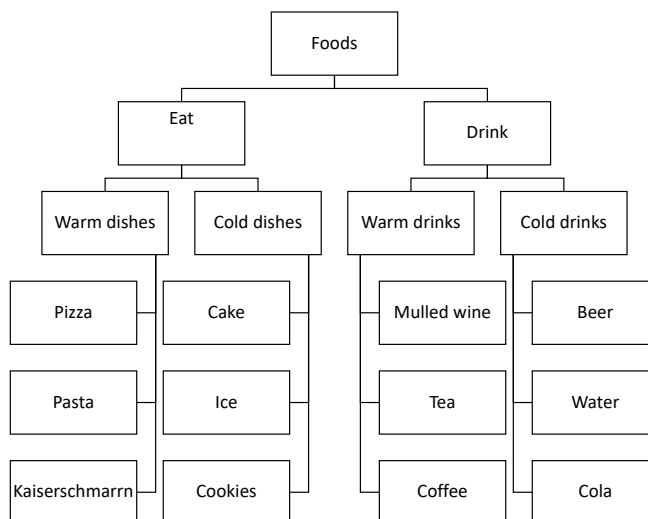 Foods
Eat
Drink
Warm dishes
Cold dishes
Warm drinks
Cold drinks
Pizza
Cake
Mulled wine
Beer
Pasta
Ice
Tea
Water
Kaiserschmarrn
Cookies
Coffee
Cola